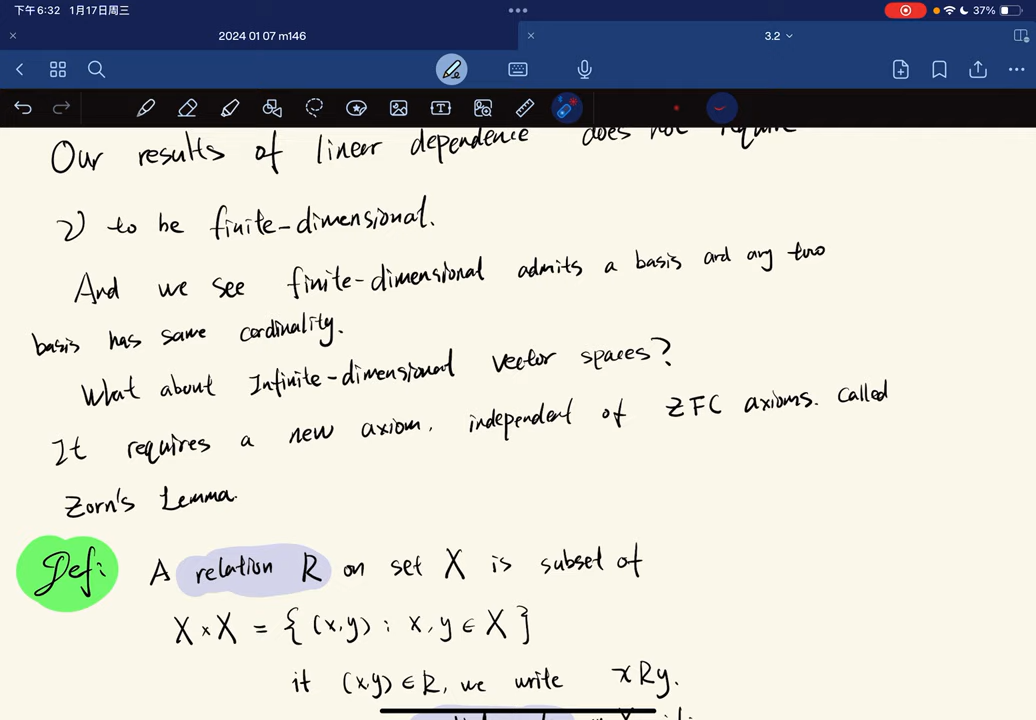 下午6:32 1月17日周三
37%
2024 01 07 m146
3.2
Our results of linear dependence does not require
V to be finite-dimensional.
And we see finite-dimensional admits a basis and any two
basis has same cardinality.
What about Infinite-dimensional vector spaces?
It requires a new axiom, independent of ZFC axioms. called
Zorn's Lemma.
Def: A relation R on set X is subset of
X × X = { (x,y) : x, y ∈ X }
if (x,y) ∈ R, we write x R y.